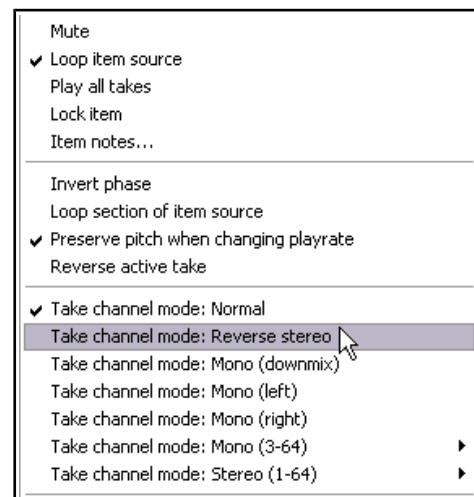 Mute
Loop item source
Play all takes
Lock item
Item notes...
Invert phase
Loop section of item source
Preserve pitch when changing playrate
Reverse active take
Take channel mode: Normal
Take channel mode: Reverse stereo
Take channel mode: Mono (downmix)
Take channel mode: Mono (left)
Take channel mode: Mono (right)
Take channel mode: Mono (3-64)
Take channel mode: Stereo (1-64)